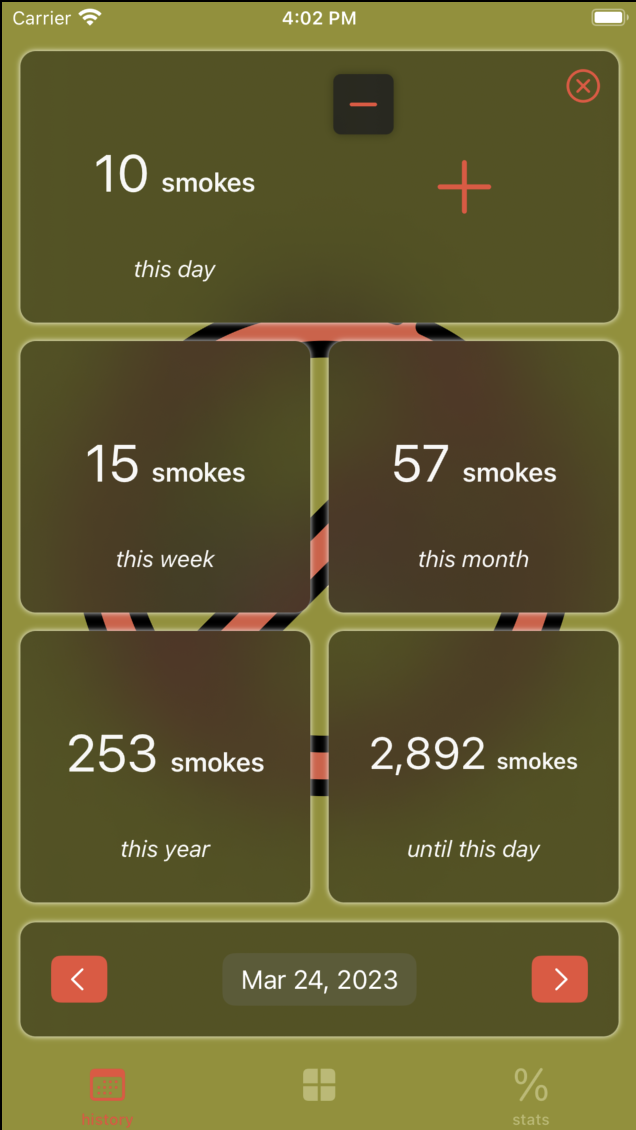 Carrier 4:02 PM
10 smokes
this day
15 smokes
this week
57 smokes
this month
253 smokes
this year
2,892 smokes
until this day
Mar 24, 2023
%
history
stats